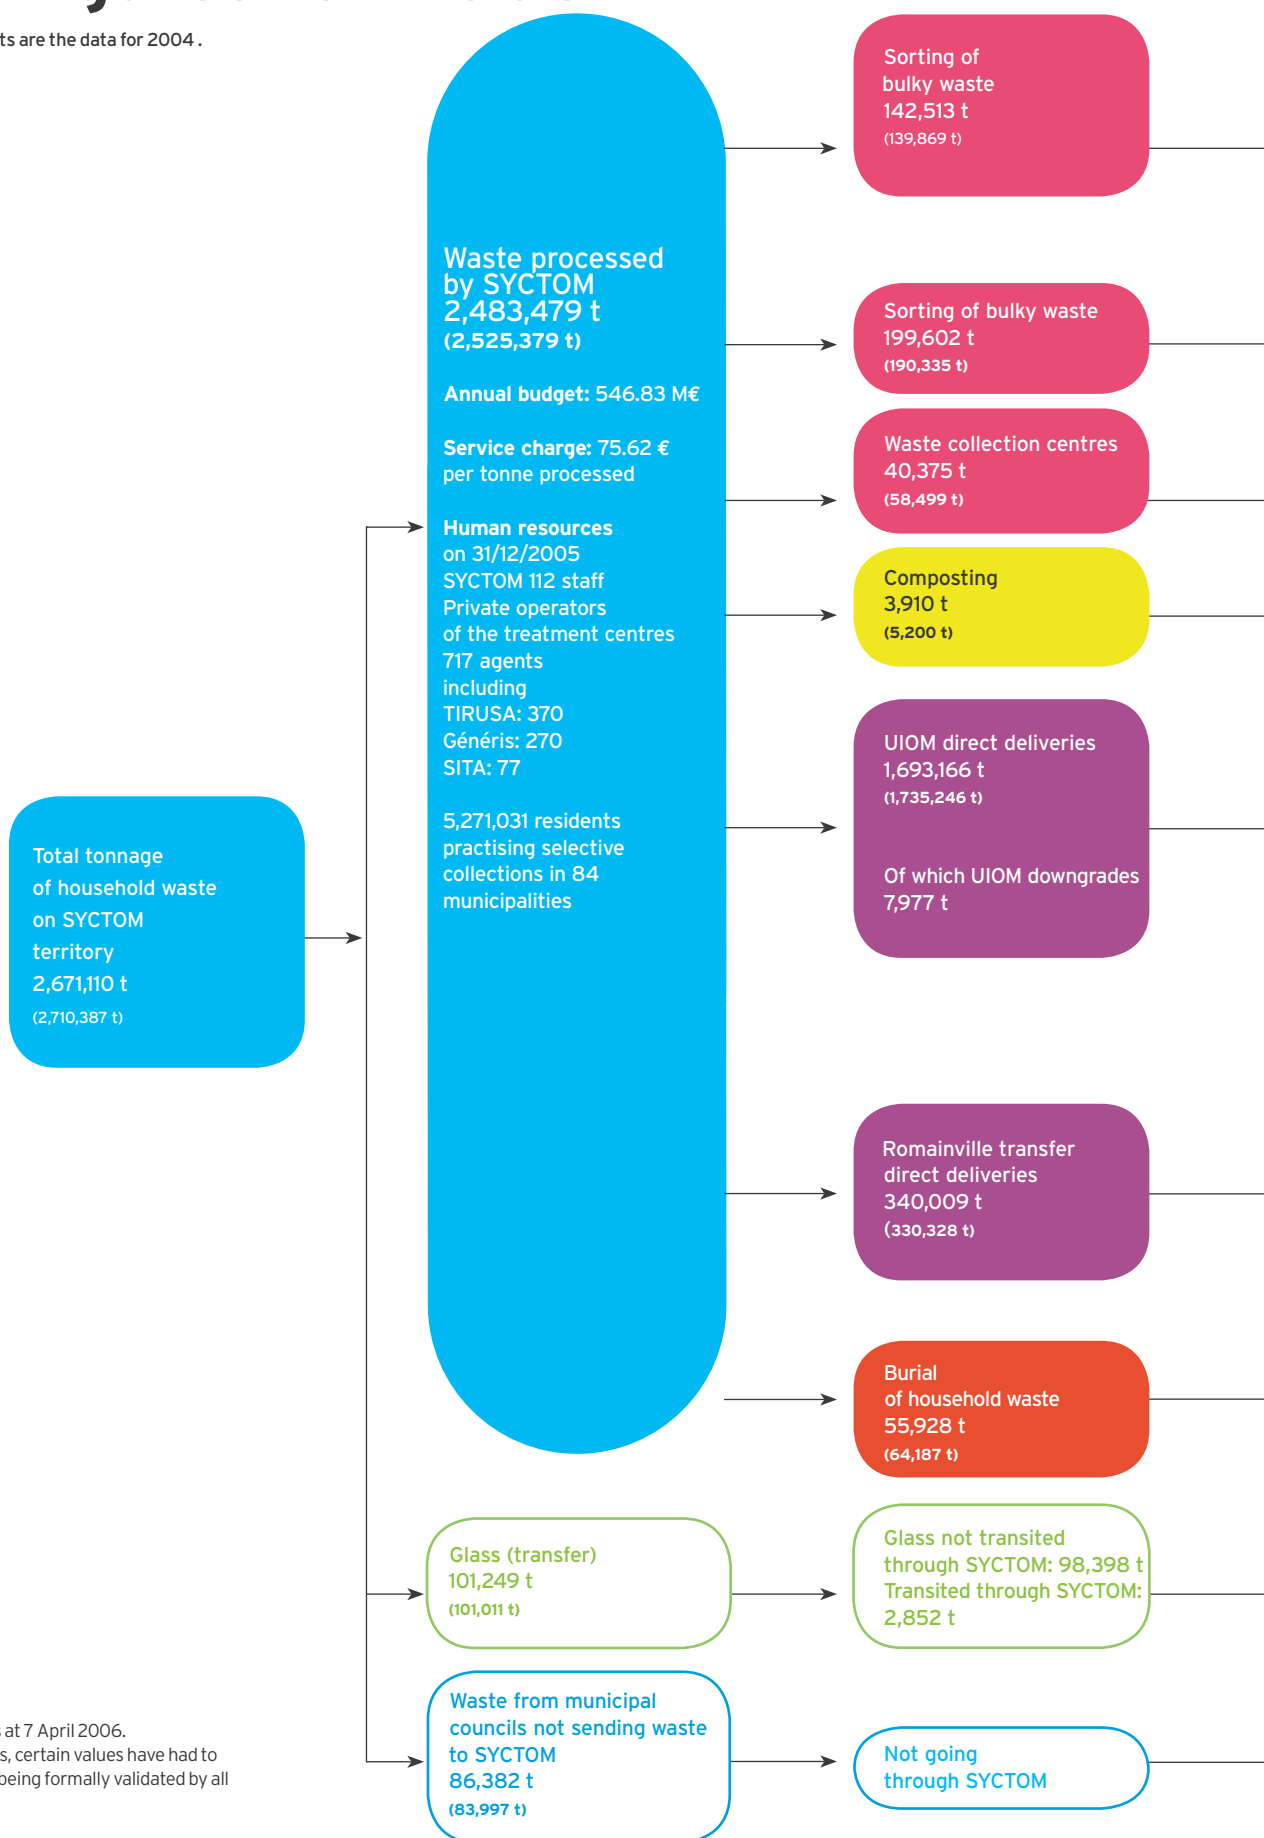 ts are the data for 2004 .
Total tonnage
of household waste
on SYCTOM
territory
2,671,110 t
(2,710,387 t)
Waste processed
by SYCTOM
2,483,479 t
(2,525,379 t)
Annual budget: 546.83 M€
Service charge: 75.62 €
per tonne processed
Human resources
on 31/12/2005
SYCTOM 112 staff
Private operators
of the treatment centres
717 agents
including
TIRUSA: 370
Généris: 270
SITA: 77
5,271,031 residents
practising selective
collections in 84
municipalities
Glass (transfer)
101,249 t
(101,011 t)
Waste from municipal
councils not sending waste
to SYCTOM
86,382 t
(83,997 t)
Sorting of
bulky waste
142,513 t
(139,869 t)
Sorting of bulky waste
199,602 t
(190,335 t)
Waste collection centres
40,375 t
(58,499 t)
Composting
3,910 t
(5,200 t)
UIOM direct deliveries
1,693,166 t
(1,735,246 t)
Of which UIOM downgrades
7,977 t
Romainville transfer
direct deliveries
340,009 t
(330,328 t)
Burial
of household waste
55,928 t
(64,187 t)
Glass not transited
through SYCTOM: 98,398 t
Transited through SYCTOM:
2,852 t
Not going
through SYCTOM
s at 7 April 2006.
s, certain values have had to
being formally validated by all